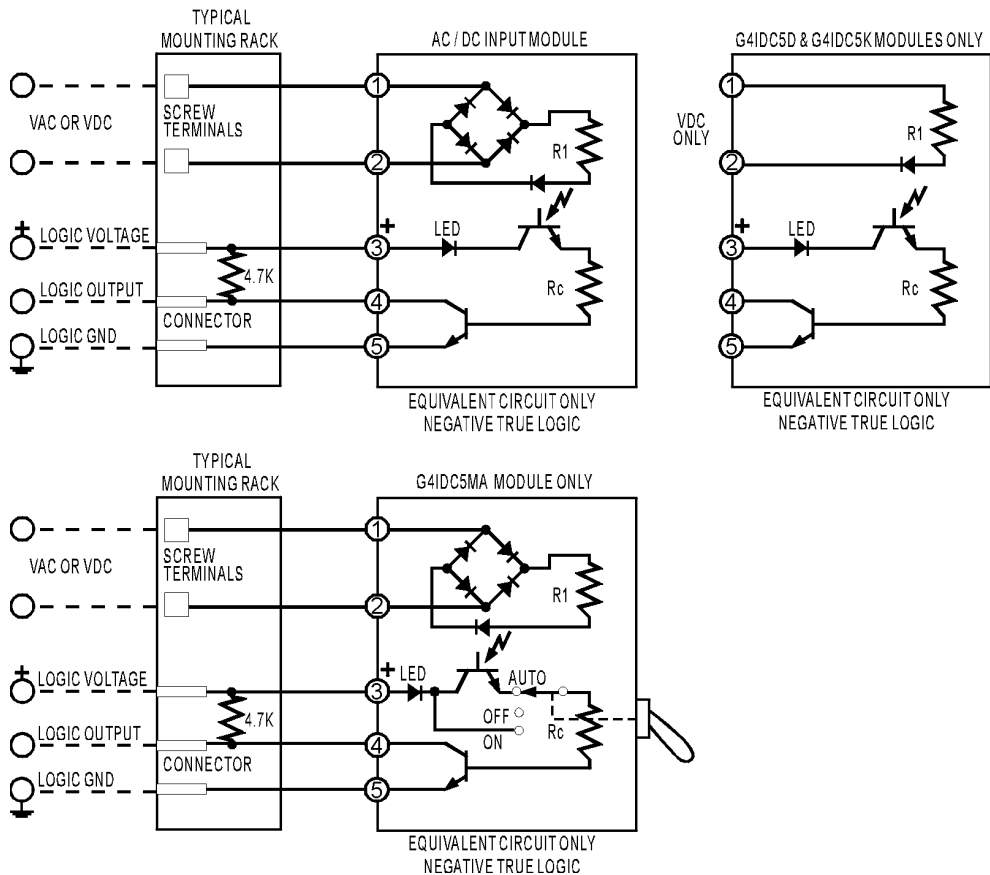 TYPICAL
MOUNTING RACK
AC / DC INPUT MODULE
G4IDC5D & G4IDC5K MODULES ONLY
VAC OR VDC
SCREW
TERMINALS
1
2
R1
VDC
ONLY
1
2
R1
+
LOGIC VOLTAGE
LOGIC OUTPUT
LOGIC GND
4.7K
CONNECTOR
+
3
4
5
LED
Rc
+
3
4
5
LED
Rc
EQUIVALENT CIRCUIT ONLY
NEGATIVE TRUE LOGIC
EQUIVALENT CIRCUIT ONLY
NEGATIVE TRUE LOGIC
TYPICAL
MOUNTING RACK
G4IDC5MA MODULE ONLY
VAC OR VDC
SCREW
TERMINALS
1
2
R1
+
LOGIC VOLTAGE
LOGIC OUTPUT
LOGIC GND
4.7K
CONNECTOR
+
3
4
5
LED
AUTO
OFF
ON
Rc
EQUIVALENT CIRCUIT ONLY
NEGATIVE TRUE LOGIC